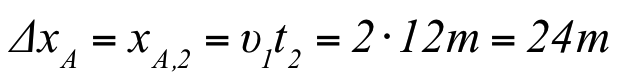 Δx_A = x_{A,2} = υ_1t_2 = 2·12m = 24m